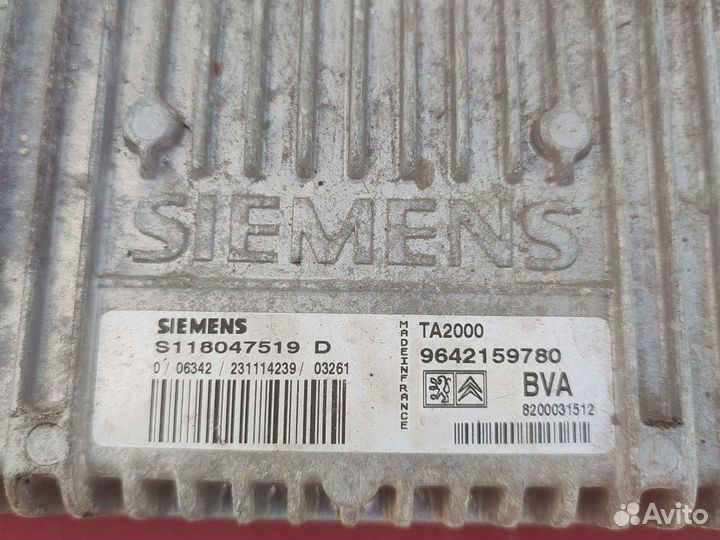 SIEMENS
SIEMENS
S118047519 D
0 / 06342 / 231114239 / 03261
MADEINFRANCE
TA2000
9642159780
BVA
8200031512
Avito